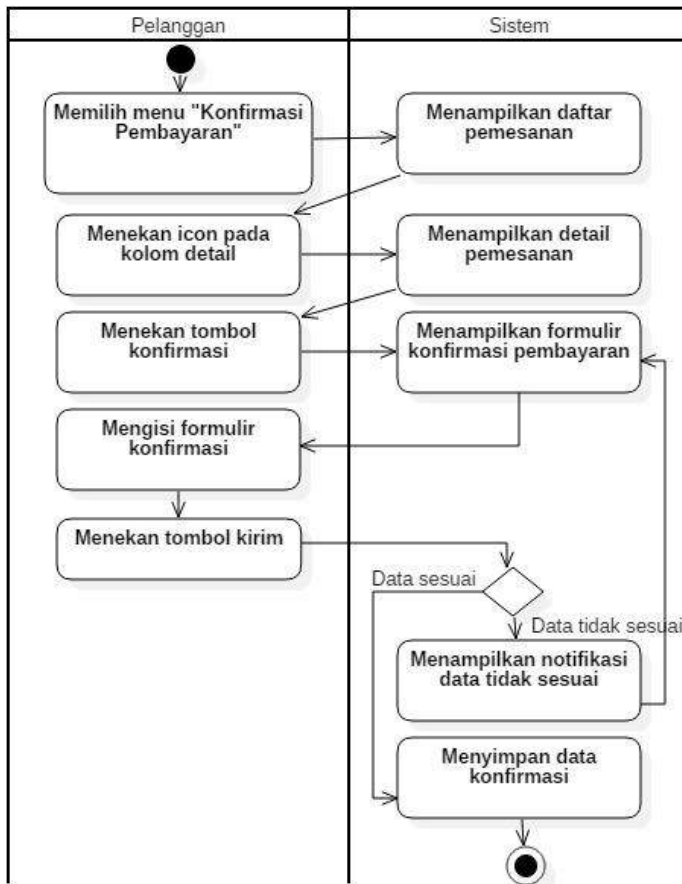 Pelanggan
Sistem
Memilih menu "Konfirmasi
Pembayaran"
Menampilkan daftar
pemesanan
Menekan icon pada
kolom detail
Menampilkan detail
pemesanan
Menekan tombol
konfirmasi
Menampilkan formulir
konfirmasi pembayaran
Mengisi formulir
konfirmasi
Menekan tombol kirim
Data sesuai
Data tidak sesuai
Menampilkan notifikasi
data tidak sesuai
Menyimpan data
konfirmasi